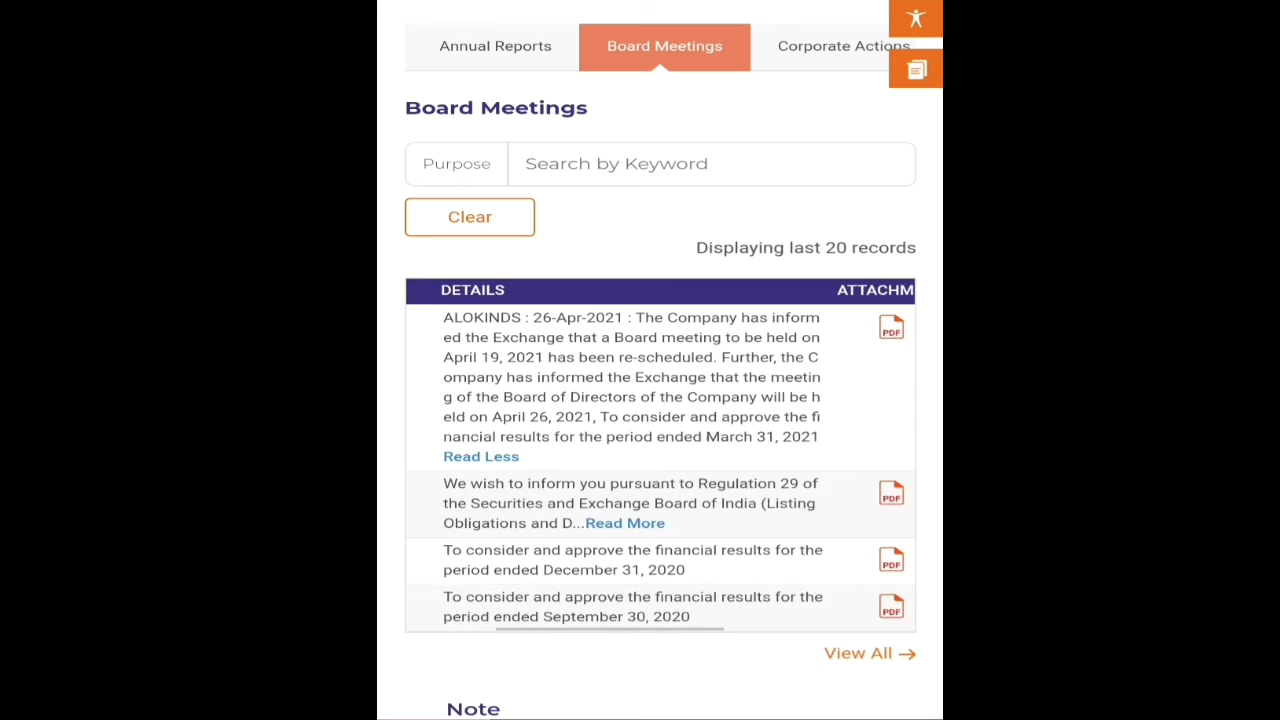 Annual Reports
Board Meetings
Corporate Actions
Board Meetings
Purpose
Search by Keyword
Clear
Displaying last 20 records
DETAILS
ATTACHM
ALOKINDS : 26-Apr-2021 : The Company has inform
ed the Exchange that a Board meeting to be held on
April 19, 2021 has been re-scheduled. Further, the C
ompany has informed the Exchange that the meetin
g of the Board of Directors of the Company will be h
eld on April 26, 2021, To consider and approve the fi
nancial results for the period ended March 31, 2021
Read Less
PDF
We wish to inform you pursuant to Regulation 29 of
the Securities and Exchange Board of India (Listing
Obligations and D...Read More
PDF
To consider and approve the financial results for the
period ended December 31, 2020
PDF
To consider and approve the financial results for the
period ended September 30, 2020
PDF
View All →
Note